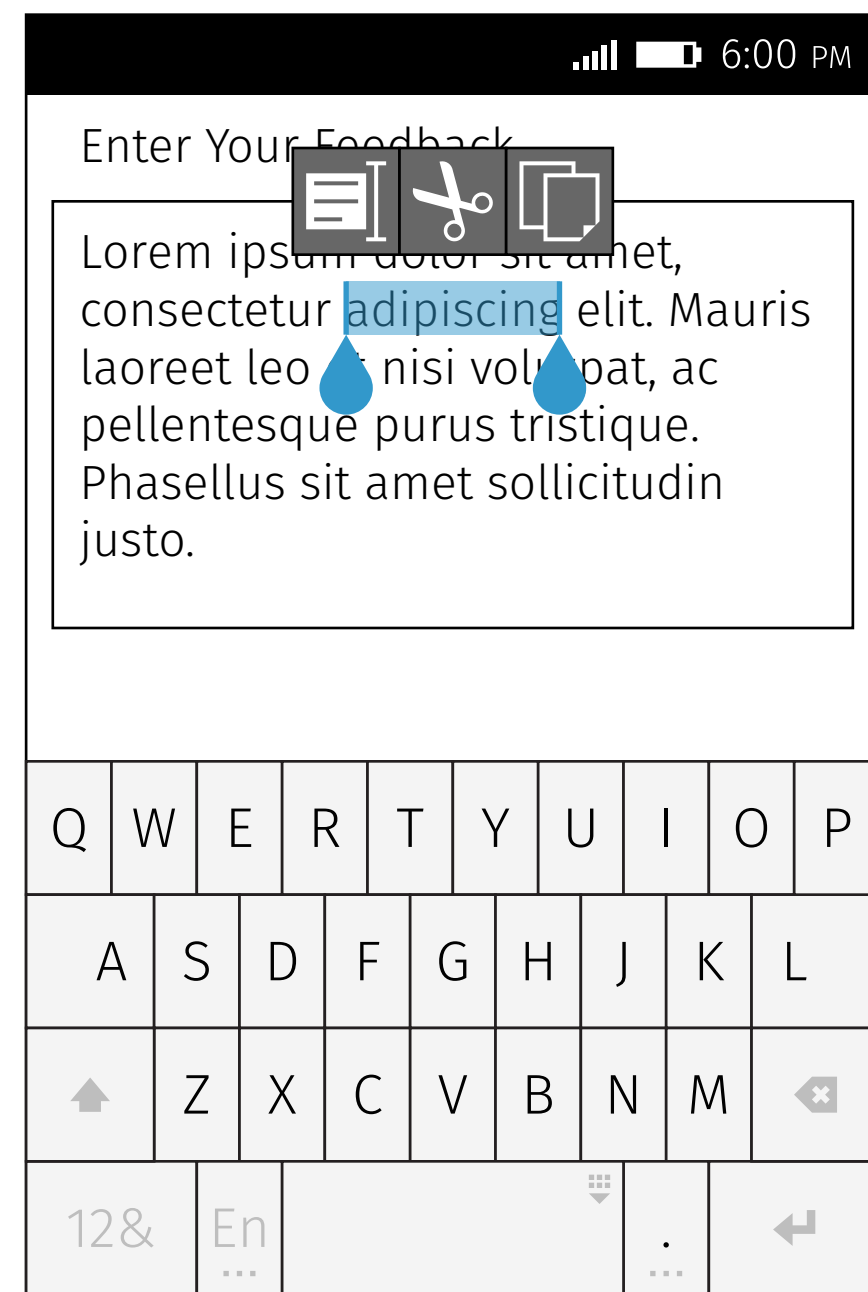 6:00 PM
Enter Your Feedback
Lorem ipsum dolor sit amet,
consectetur adipiscing elit. Mauris
laoreet leo nisi volutpat, ac
pellentesque purus tristique.
Phasellus sit amet sollicitudin
justo.
Q W E R T Y U I O P
A S D F G H J K L
Z X C V B N M
12& En .